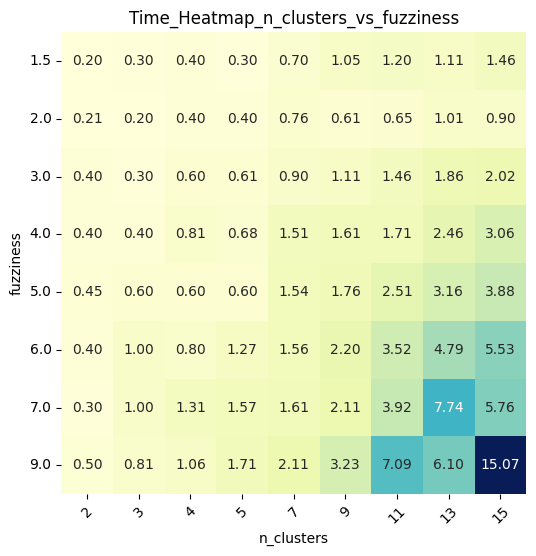 Time_Heatmap_n_clusters_vs_fuzziness
fuzziness
1.5 0.20 0.30 0.40 0.30 0.70 1.05 1.20 1.11 1.46
2.0 0.21 0.20 0.40 0.40 0.76 0.61 0.65 1.01 0.90
3.0 0.40 0.30 0.60 0.61 0.90 1.11 1.46 1.86 2.02
4.0 0.40 0.40 0.81 0.68 1.51 1.61 1.71 2.46 3.06
5.0 0.45 0.60 0.60 0.60 1.54 1.76 2.51 3.16 3.88
6.0 0.40 1.00 0.80 1.27 1.56 2.20 3.52 4.79 5.53
7.0 0.30 1.00 1.31 1.57 1.61 2.11 3.92 7.74 5.76
9.0 0.50 0.81 1.06 1.71 2.11 3.23 7.09 6.10 15.07
2 3 4 5 7 9 11 13 15
n_clusters